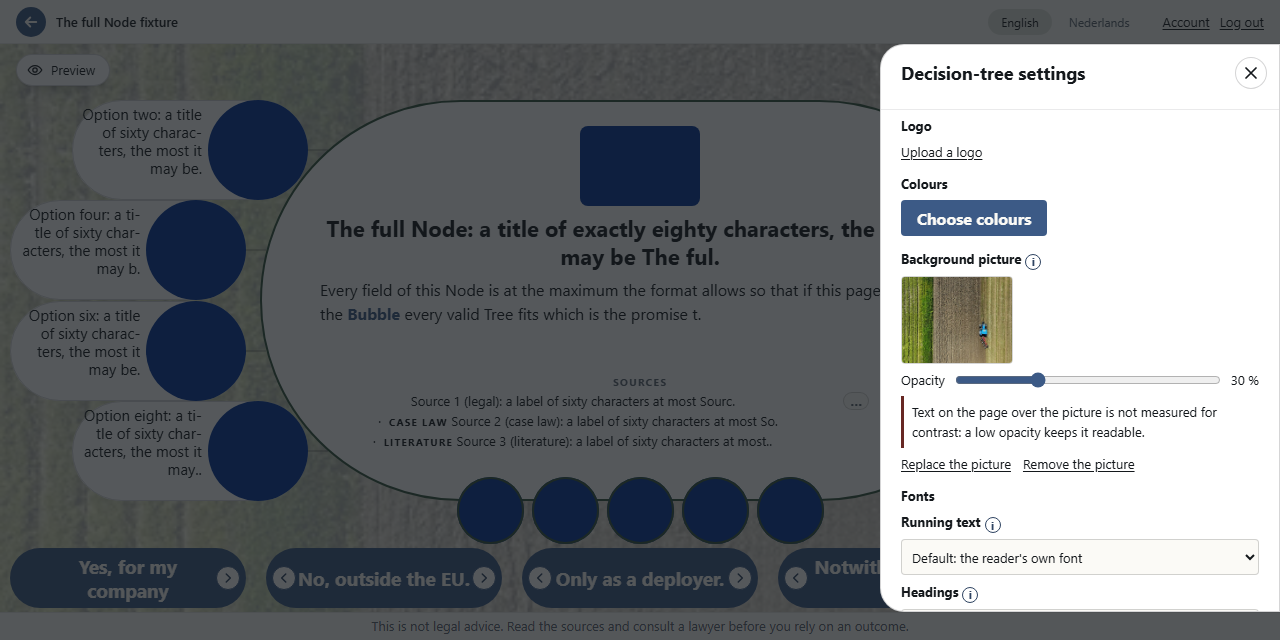 The full Node fixture
English
Nederlands
Account
Log out
Preview
Option two: a title
of sixty charac-
ters, the most it
may be.
Option four: a ti-
tle of sixty char-
acters, the most it
may b.
Option six: a title
of sixty charac-
ters, the most it
may be.
Option eight: a ti-
tle of sixty char-
acters, the most it
may..
The full Node: a title of exactly eighty characters, the
may be The ful.
Every field of this Node is at the maximum the format allows so that if this page
the Bubble every valid Tree fits which is the promise t.
SOURCES
Source 1 (legal): a label of sixty characters at most Sourc.
· CASE LAW Source 2 (case law): a label of sixty characters at most So.
· LITERATURE Source 3 (literature): a label of sixty characters at most..
...
Yes, for my
company
No, outside the EU.
Only as a deployer.
Notwith
This is not legal advice. Read the sources and consult a lawyer before you rely on an outcome.
Decision-tree settings
Logo
Upload a logo
Colours
Choose colours
Background picture
Opacity
30 %
Text on the page over the picture is not measured for
contrast: a low opacity keeps it readable.
Replace the picture
Remove the picture
Fonts
Running text
Default: the reader's own font
Headings